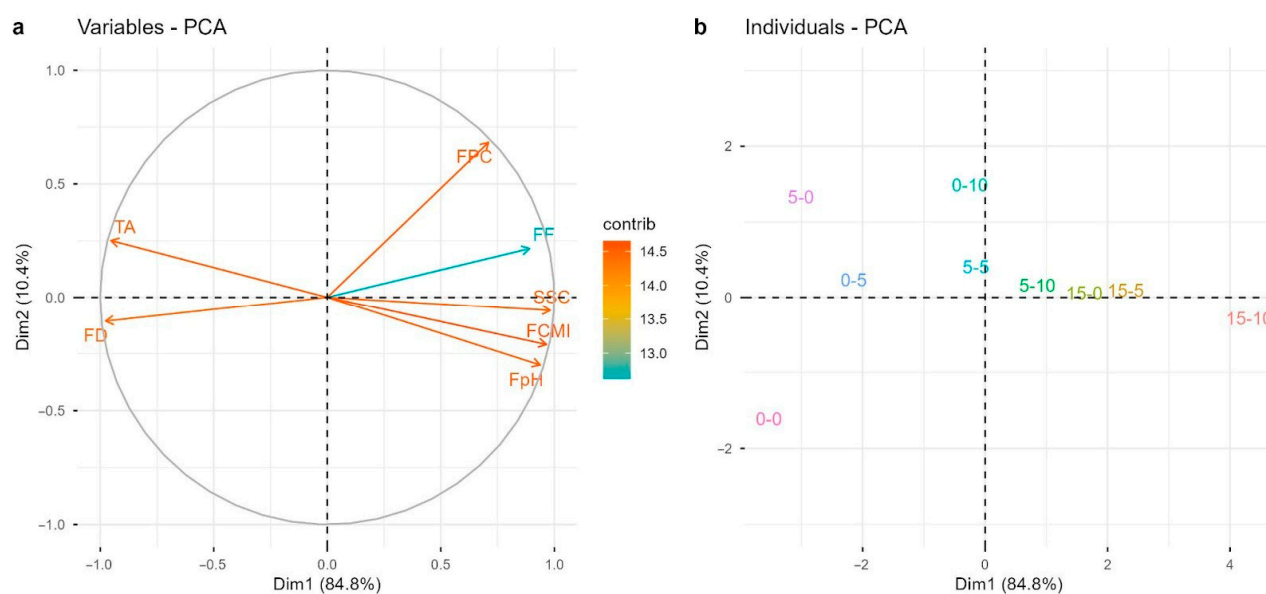 a Variables - PCA
1.0
0.5
0.0
−0.5
−1.0
Dim2 (10.4%)
FPC
TA
FF
SSC
FCMI
FD
FpH
−1.0 −0.5 0.0 0.5 1.0
Dim1 (84.8%)
contrib
14.5
14.0
13.5
13.0
b Individuals - PCA
2
0
−2
Dim2 (10.4%)
5-0
0-10
0-5
5-5
5-10
15-0
15-5
15-10
0-0
−2 0 2 4
Dim1 (84.8%)